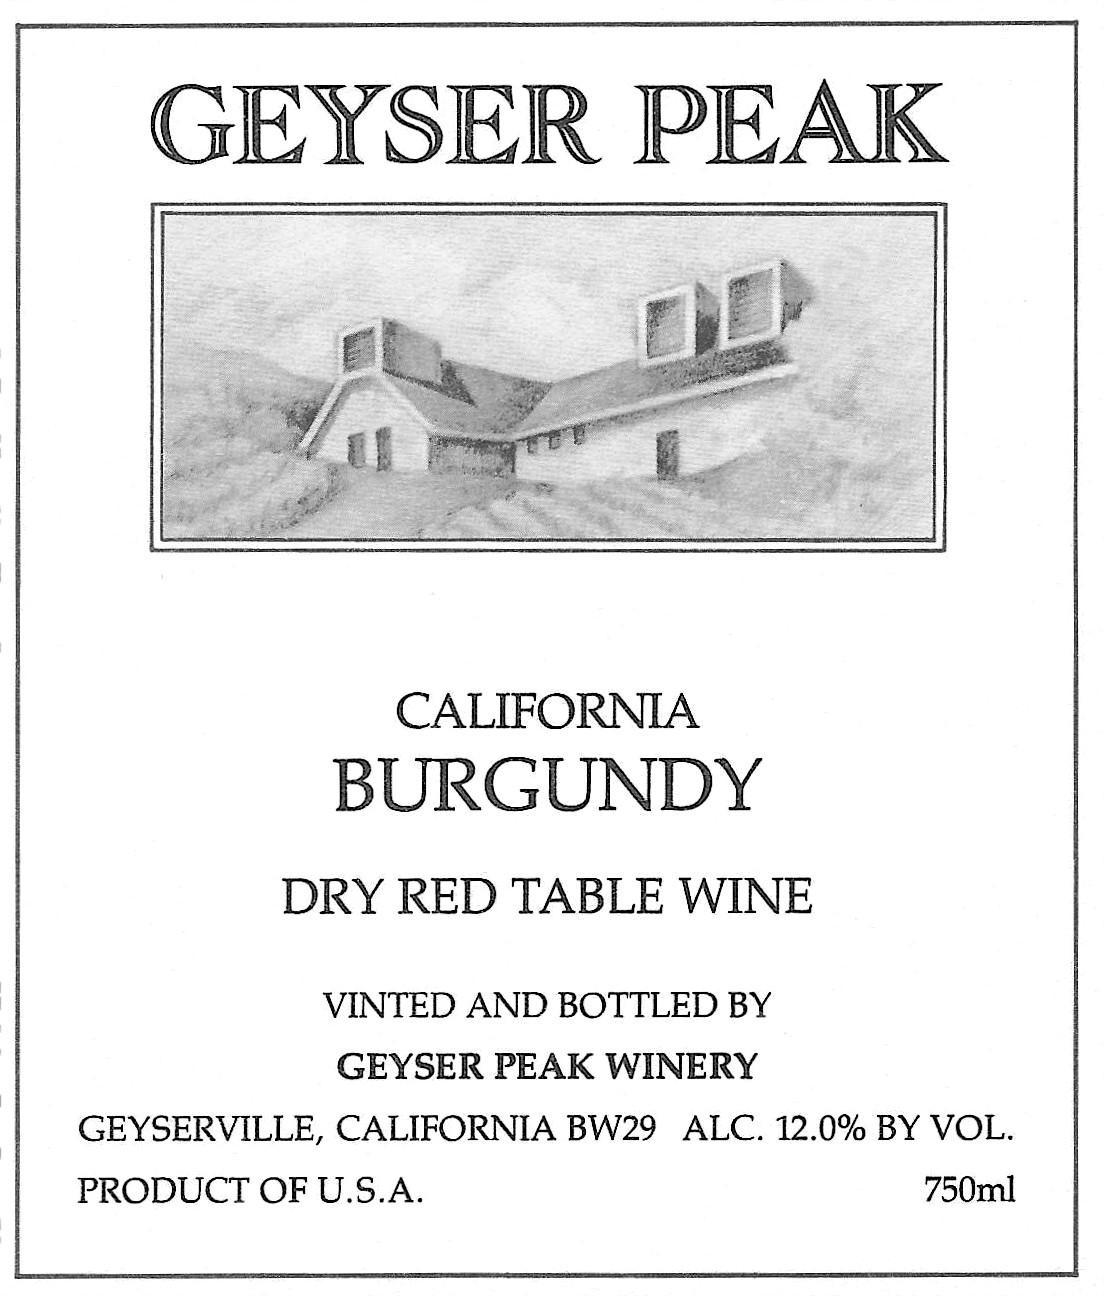 GEYSER PEAK
CALIFORNIA
BURGUNDY
DRY RED TABLE WINE
VINTED AND BOTTLED BY
GEYSER PEAK WINERY
GEYSERVILLE, CALIFORNIA BW29 ALC. 12.0% BY VOL.
PRODUCT OF U.S.A. 750ml